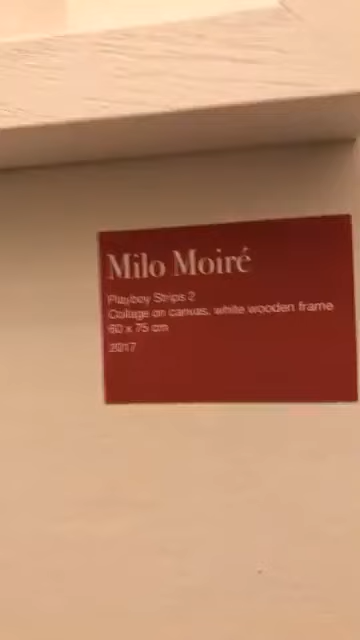 Milo Moiré
Playboy Strips 2
Collage on canvas, white wooden frame
60 x 75 cm
2017